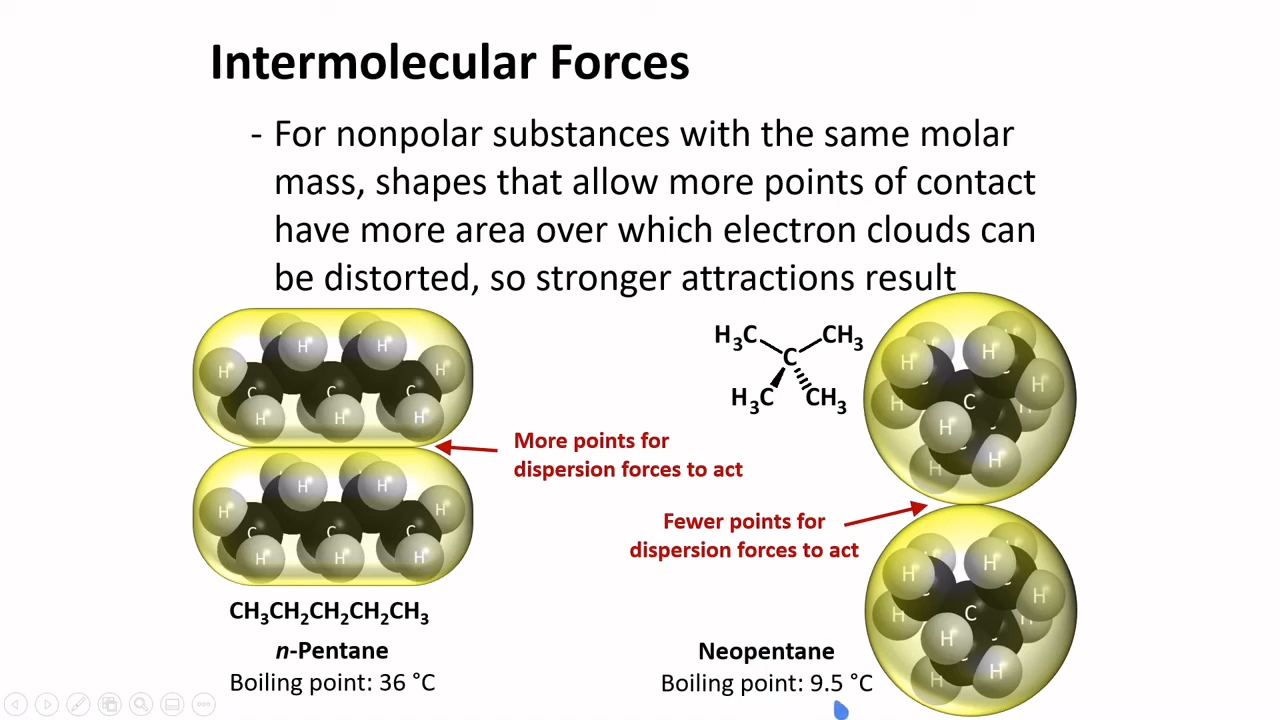 Intermolecular Forces
- For nonpolar substances with the same molar
mass, shapes that allow more points of contact
have more area over which electron clouds can
be distorted, so stronger attractions result
H H
H H
C C
H H H
More points for
dispersion forces to act
H H
H H
C C
H H H
CH₃CH₂CH₂CH₂CH₃
n-Pentane
Boiling point: 36 °C
H₃C CH₃
C
H₃C CH₃
H H
H C H
H
H H
Fewer points for
dispersion forces to act
H H
H C H
H
H H
Neopentane
Boiling point: 9.5 °C